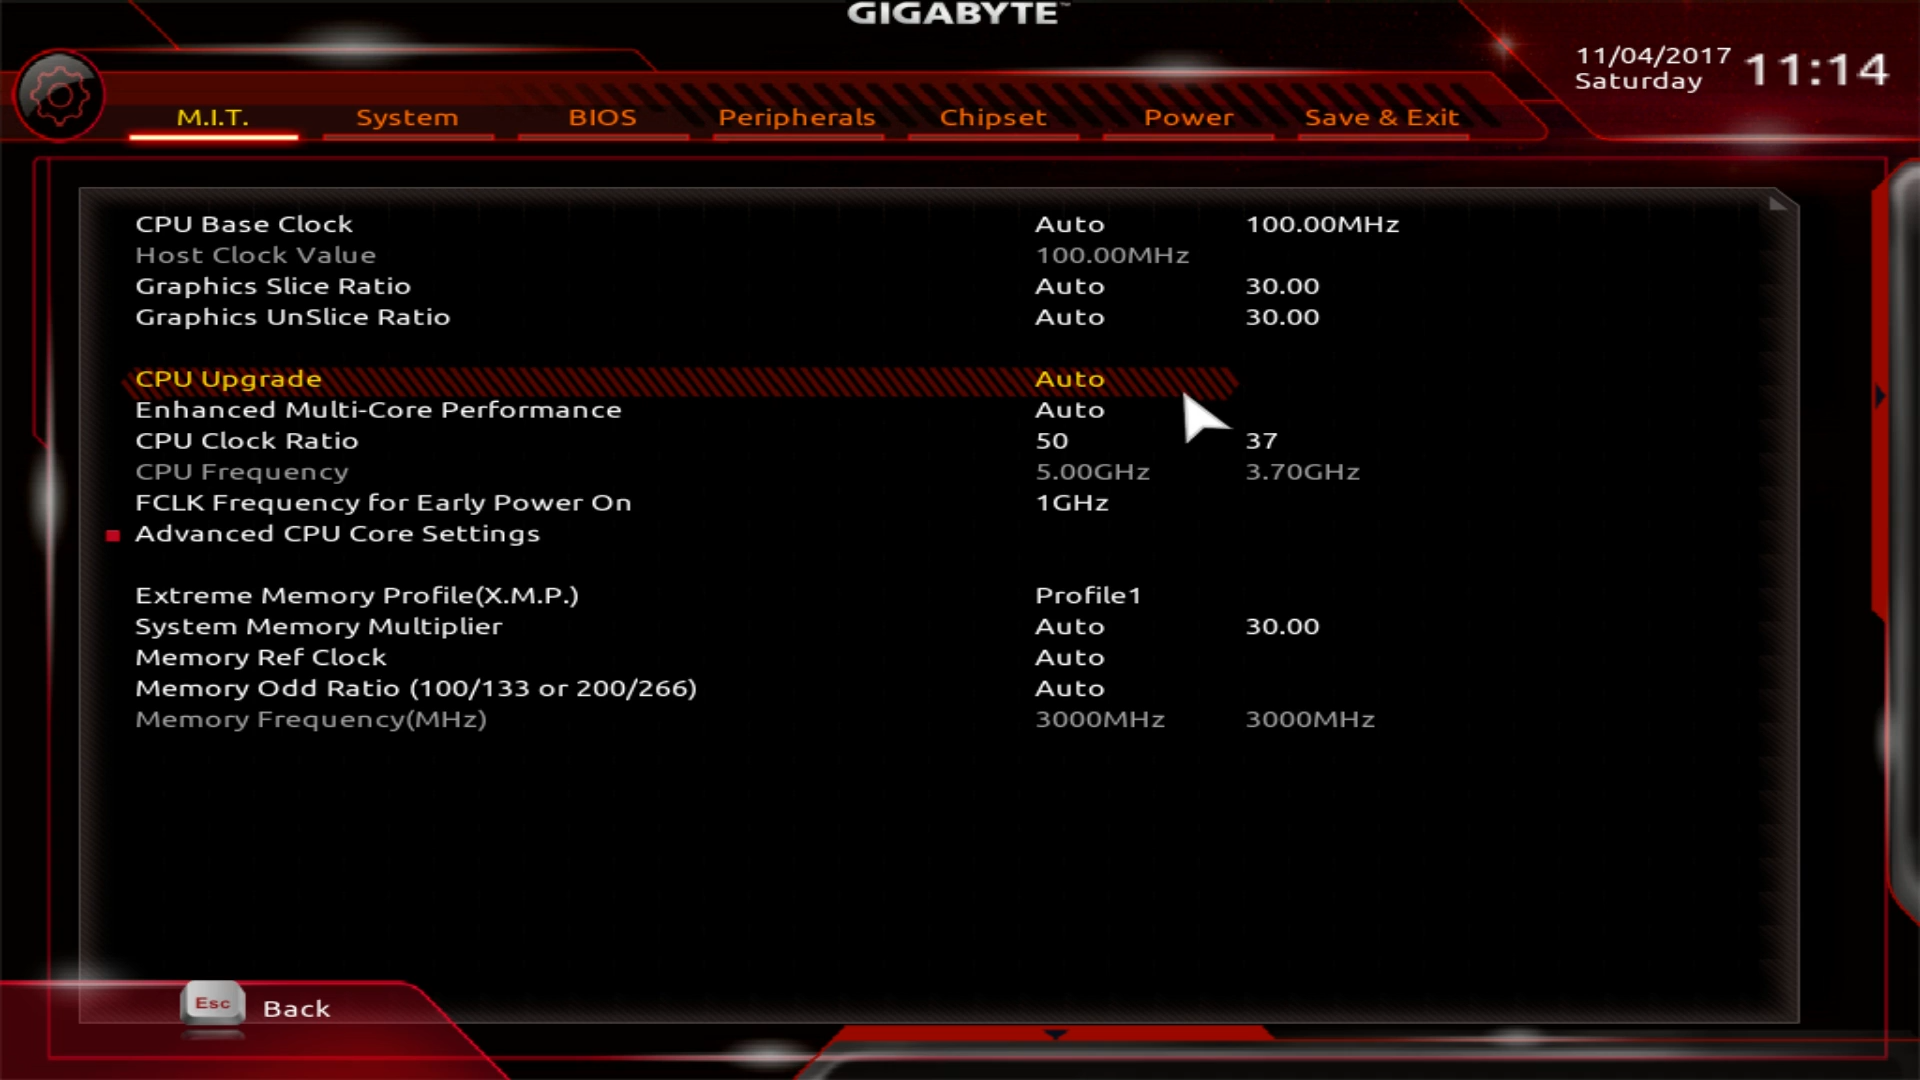 GIGABYTE™
11/04/2017
Saturday
11:14
M.I.T. System BIOS Peripherals Chipset Power Save & Exit
CPU Base Clock Auto 100.00MHz
Host Clock Value 100.00MHz
Graphics Slice Ratio Auto 30.00
Graphics UnSlice Ratio Auto 30.00
CPU Upgrade Auto
Enhanced Multi-Core Performance Auto
CPU Clock Ratio 50 37
CPU Frequency 5.00GHz 3.70GHz
FCLK Frequency for Early Power On 1GHz
Advanced CPU Core Settings
Extreme Memory Profile(X.M.P.) Profile1
System Memory Multiplier Auto 30.00
Memory Ref Clock Auto
Memory Odd Ratio (100/133 or 200/266) Auto
Memory Frequency(MHz) 3000MHz 3000MHz
Esc Back